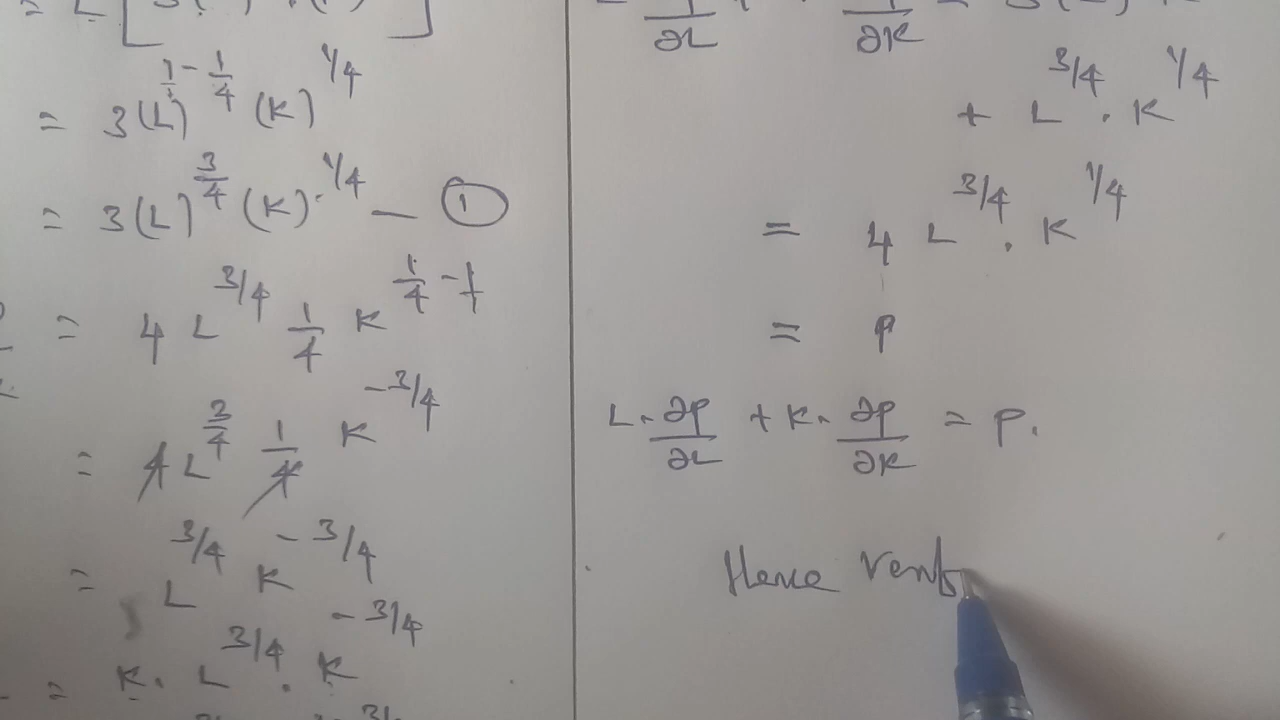 = 3(L)^{1/1 - 1/4} (K)^{1/4}
= 3(L)^{3/4} (K)·^{1/4} — ①
= 4 L^{3/4} 1/4 K^{1/4 - 1}
= 4 L^{3/4} 1/4 K^{-3/4}
= L^{3/4} K^{-3/4}
= K. L^{3/4} . K^{-3/4}
∂L ∂K
+ L^{3/4} . K^{1/4}
= 4 L^{3/4} . K^{1/4}
= P
L. ∂P/∂L + K. ∂P/∂K = P.
Hence Verif